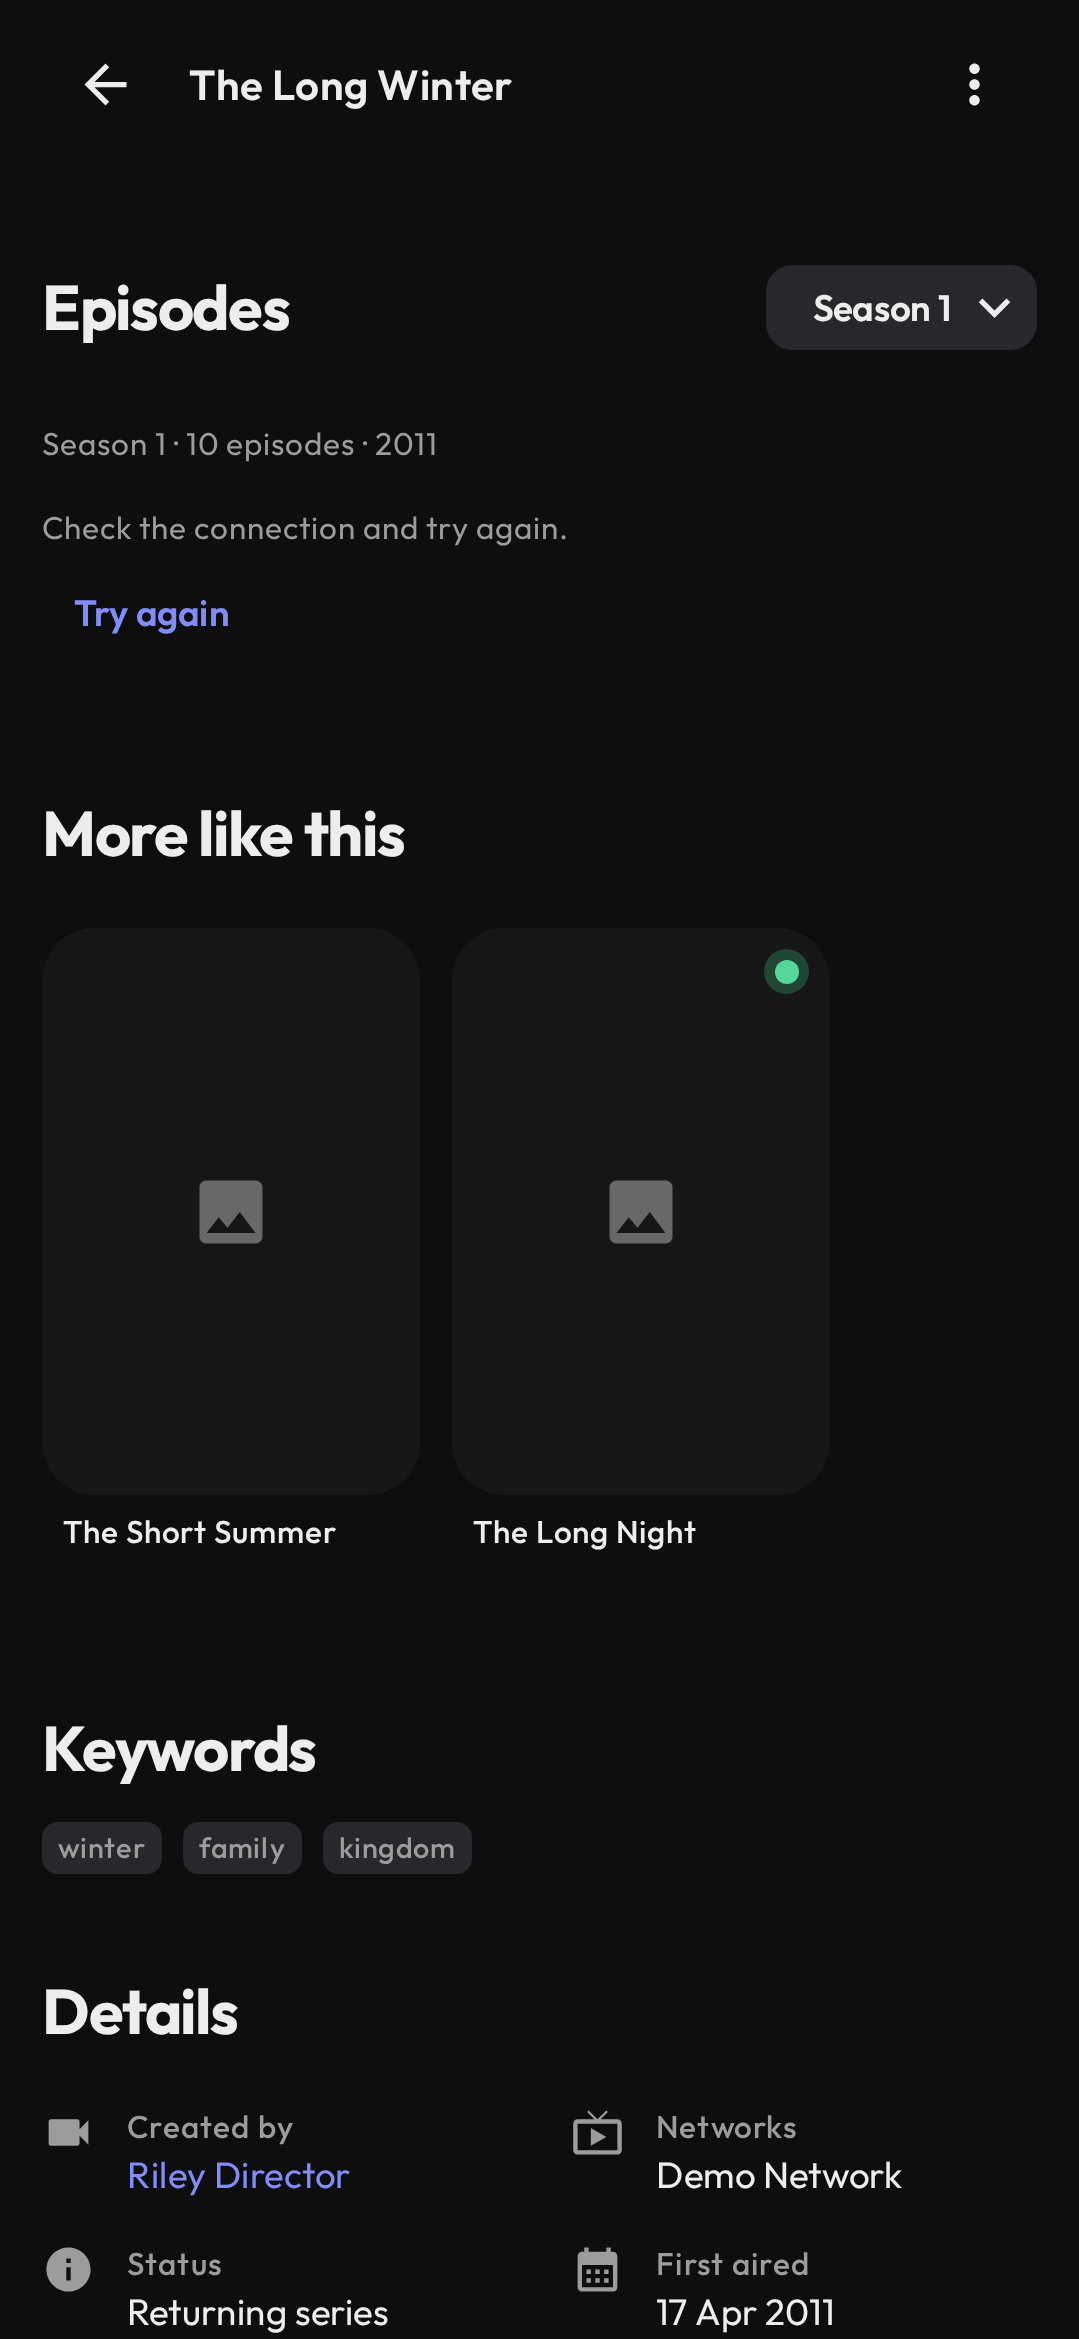 The Long Winter
Episodes
Season 1
Season 1 · 10 episodes · 2011
Check the connection and try again.
Try again
More like this
The Short Summer
The Long Night
Keywords
winter
family
kingdom
Details
Created by
Riley Director
Networks
Demo Network
Status
Returning series
First aired
17 Apr 2011